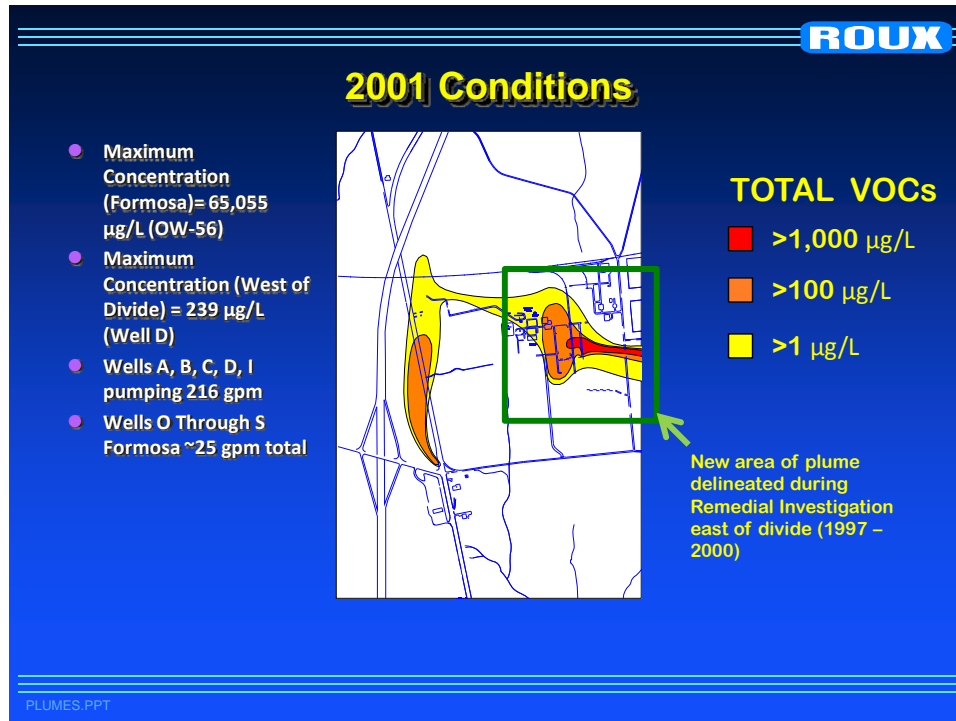 ROUX
2001 Conditions
Maximum
Concentration
(Formosa)= 65,055
µg/L (OW-56)
Maximum
Concentration (West of
Divide) = 239 µg/L
(Well D)
Wells A, B, C, D, I
pumping 216 gpm
Wells O Through S
Formosa ~25 gpm total
TOTAL VOCs
>1,000 µg/L
>100 µg/L
>1 µg/L
New area of plume
delineated during
Remedial Investigation
east of divide (1997 –
2000)
PLUMES.PPT